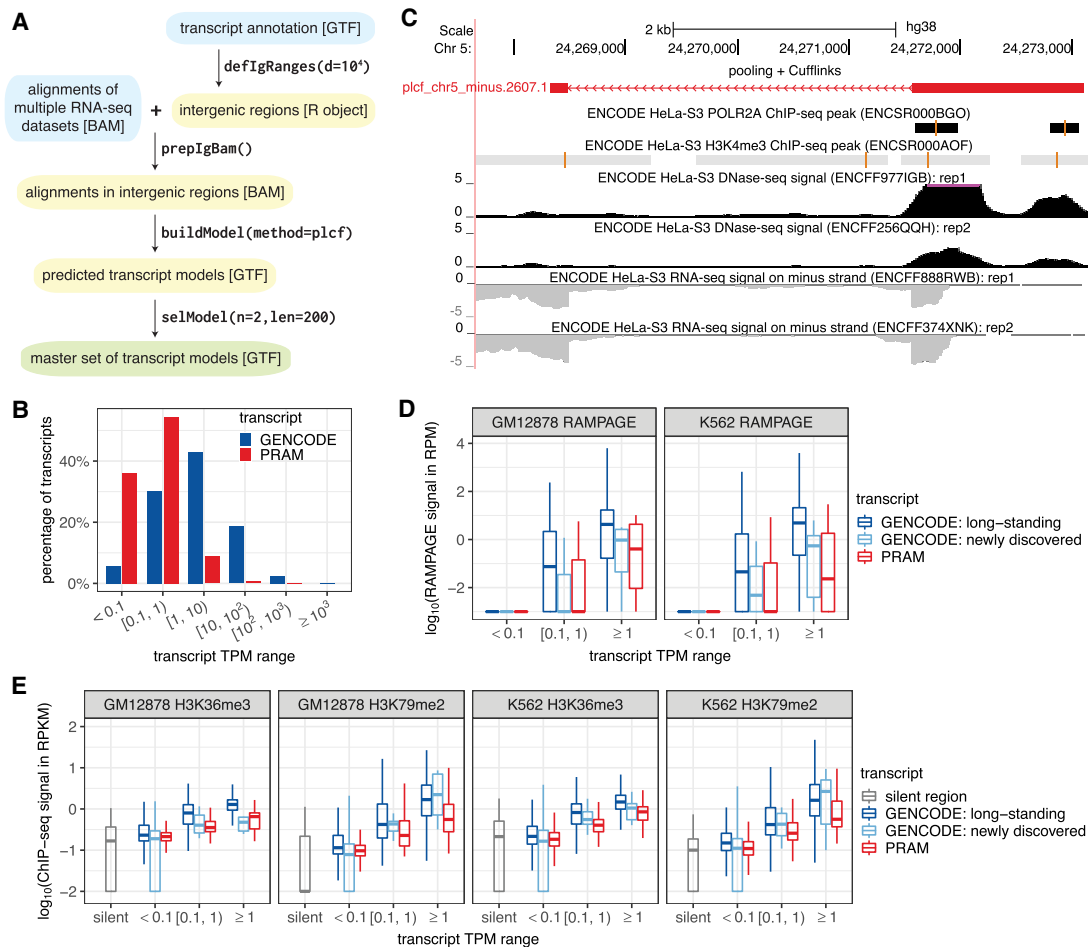 A
transcript annotation [GTF]
defIgRanges(d=10⁴)
alignments of
multiple RNA-seq
datasets [BAM]
+
intergenic regions [R object]
prepIgBam()
alignments in intergenic regions [BAM]
buildModel(method=plcf)
predicted transcript models [GTF]
selModel(n=2,len=200)
master set of transcript models [GTF]
C
Scale
2 kb
hg38
Chr 5:
24,269,000
24,270,000
24,271,000
24,272,000
24,273,000
pooling + Cufflinks
plcf_chr5_minus.2607.1
ENCODE HeLa-S3 POLR2A ChIP-seq peak (ENCSR000BGO)
ENCODE HeLa-S3 H3K4me3 ChIP-seq peak (ENCSR000AOF)
ENCODE HeLa-S3 DNase-seq signal (ENCFF977IGB): rep1
5
0
ENCODE HeLa-S3 DNase-seq signal (ENCFF256QQH): rep2
5
0
ENCODE HeLa-S3 RNA-seq signal on minus strand (ENCFF888RWB): rep1
0
-5
ENCODE HeLa-S3 RNA-seq signal on minus strand (ENCFF374XNK): rep2
0
-5
B
percentage of transcripts
40%
20%
0%
transcript
GENCODE
PRAM
< 0.1
[0.1, 1)
[1, 10)
[10, 10²)
[10², 10³)
≥ 10³
transcript TPM range
D
log₁₀(RAMPAGE signal in RPM)
GM12878 RAMPAGE
K562 RAMPAGE
4
2
0
−2
< 0.1
[0.1, 1)
≥ 1
< 0.1
[0.1, 1)
≥ 1
transcript TPM range
transcript
GENCODE: long−standing
GENCODE: newly discovered
PRAM
E
log₁₀(ChIP−seq signal in RPKM)
GM12878 H3K36me3
GM12878 H3K79me2
K562 H3K36me3
K562 H3K79me2
2
1
0
−1
−2
silent
< 0.1
[0.1, 1)
≥ 1
silent
< 0.1
[0.1, 1)
≥ 1
silent
< 0.1
[0.1, 1)
≥ 1
silent
< 0.1
[0.1, 1)
≥ 1
transcript TPM range
transcript
silent region
GENCODE: long−standing
GENCODE: newly discovered
PRAM